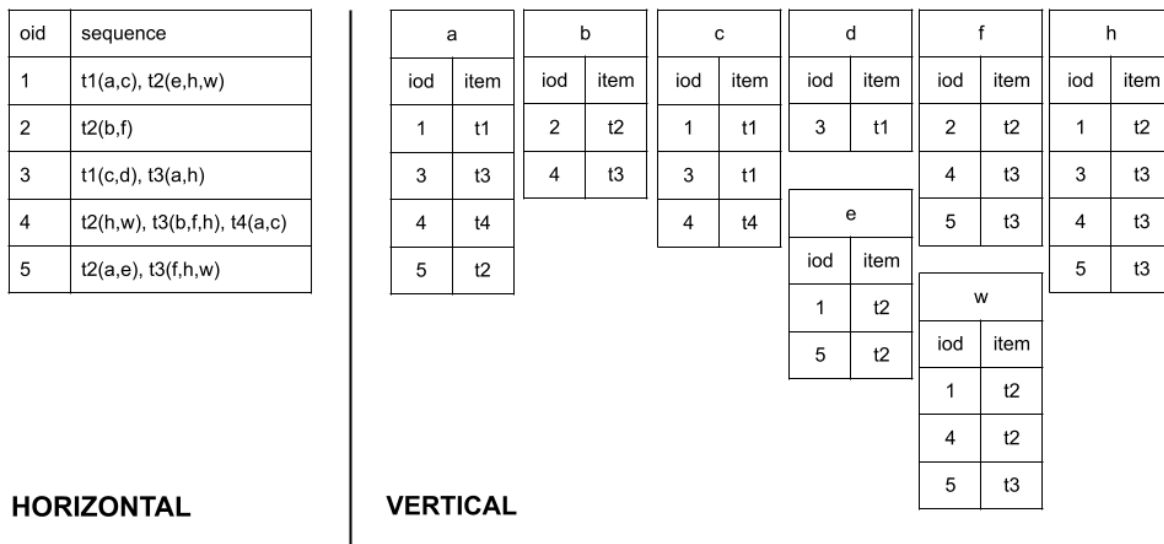 oid sequence
1 t1(a,c), t2(e,h,w)
2 t2(b,f)
3 t1(c,d), t3(a,h)
4 t2(h,w), t3(b,f,h), t4(a,c)
5 t2(a,e), t3(f,h,w)
HORIZONTAL
a
iod item
1 t1
3 t3
4 t4
5 t2
b
iod item
2 t2
4 t3
c
iod item
1 t1
3 t1
4 t4
d
iod item
3 t1
e
iod item
1 t2
5 t2
f
iod item
2 t2
4 t3
5 t3
w
iod item
1 t2
4 t2
5 t3
h
iod item
1 t2
3 t3
4 t3
5 t3
VERTICAL